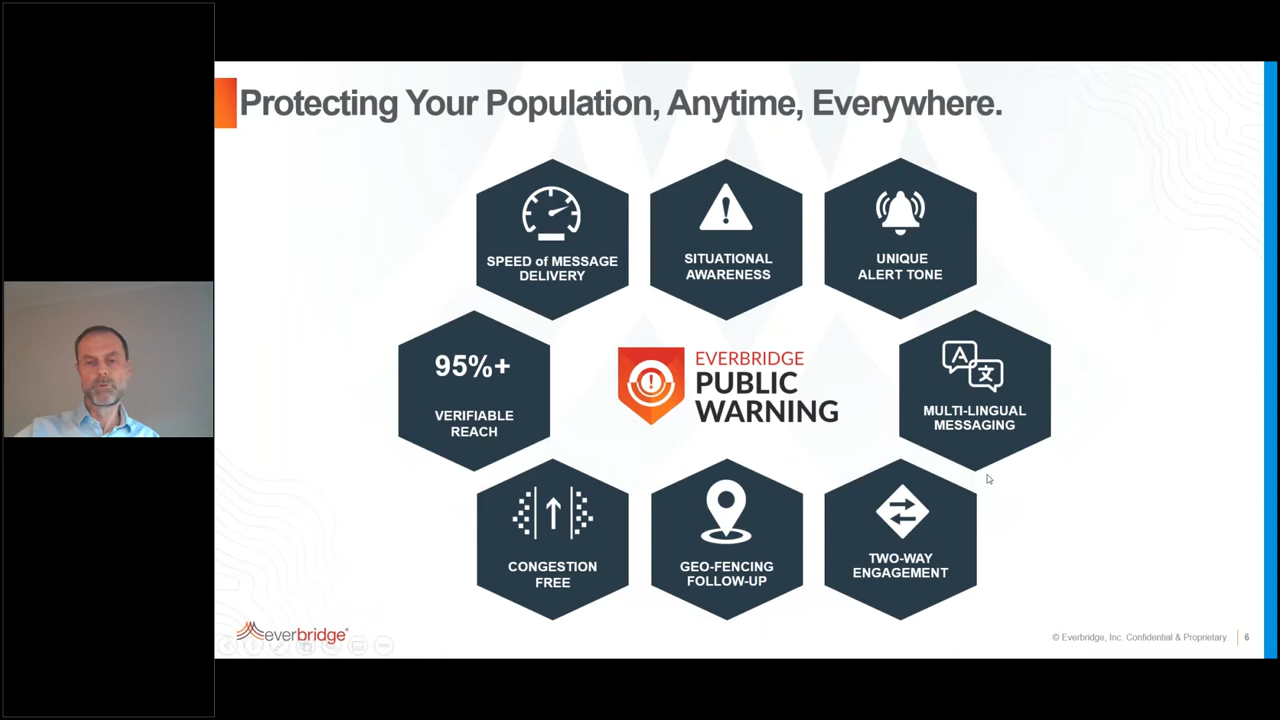 Protecting Your Population, Anytime, Everywhere.
SPEED of MESSAGE
DELIVERY
SITUATIONAL
AWARENESS
UNIQUE
ALERT TONE
95%+
VERIFIABLE
REACH
EVERBRIDGE
PUBLIC
WARNING
A 文
MULTI-LINGUAL
MESSAGING
CONGESTION
FREE
GEO-FENCING
FOLLOW-UP
TWO-WAY
ENGAGEMENT
everbridge®
© Everbridge, Inc. Confidential & Proprietary 6